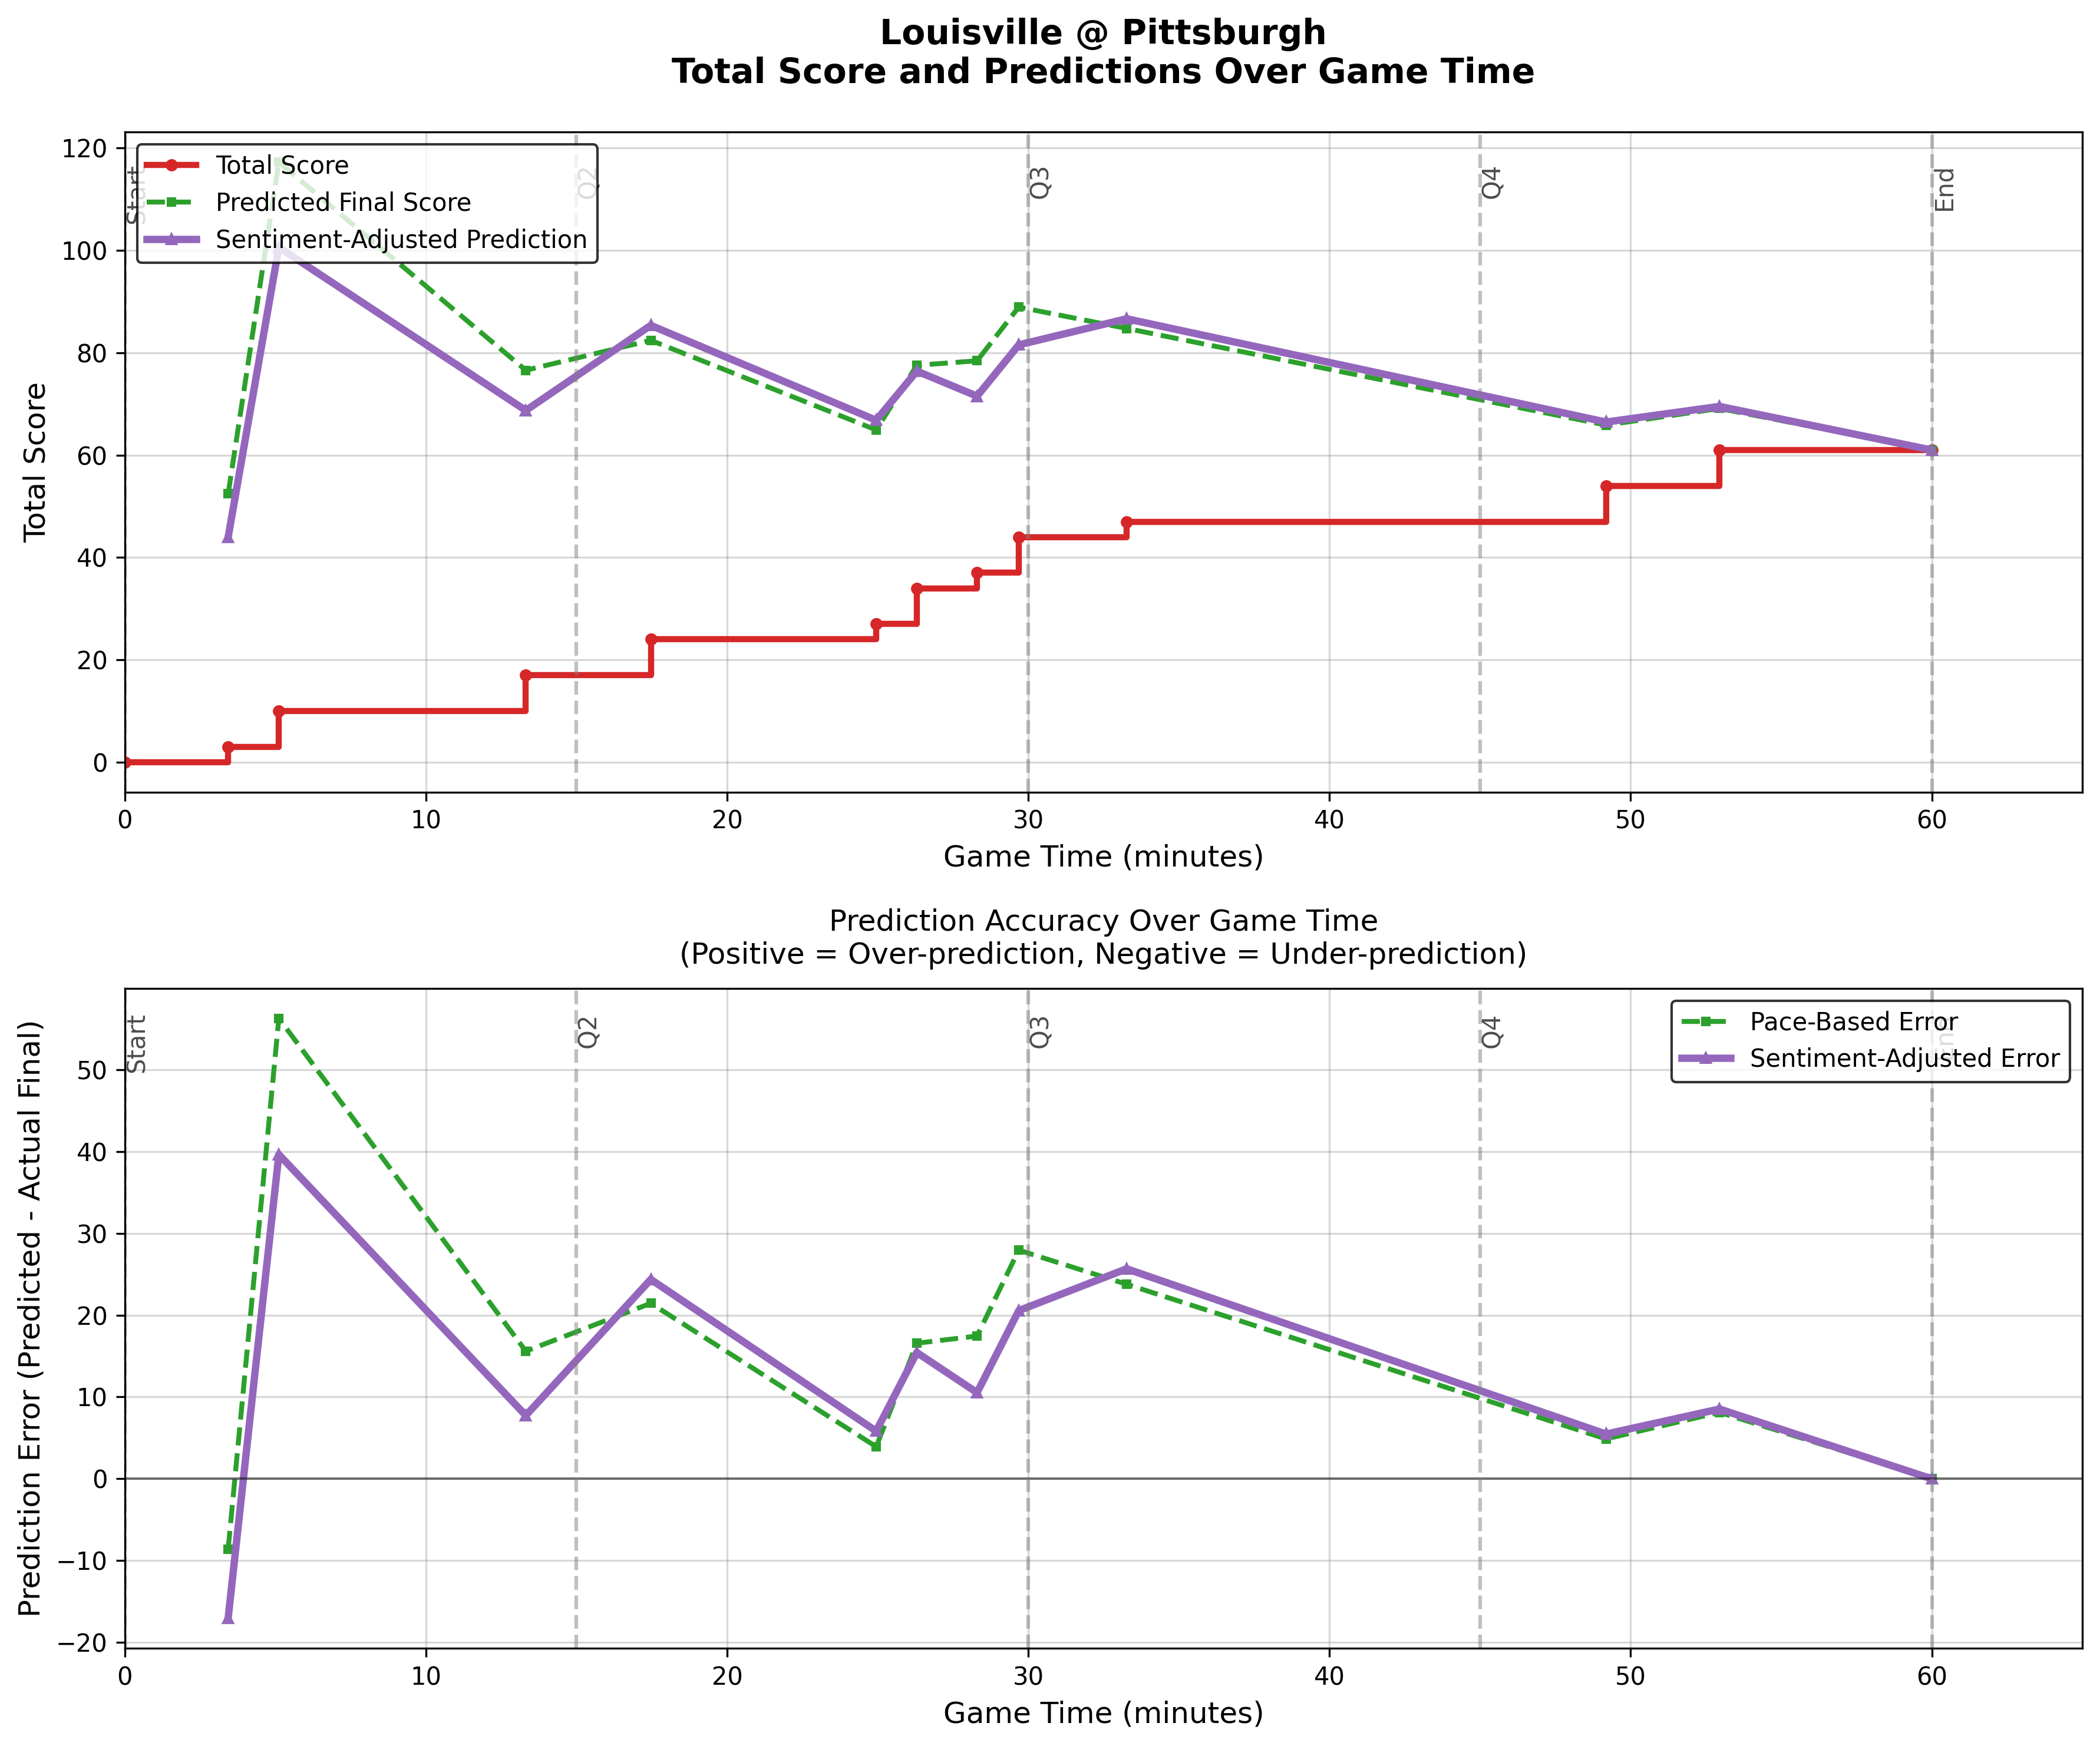 Louisville @ Pittsburgh
Total Score and Predictions Over Game Time
Total Score
Predicted Final Score
Sentiment-Adjusted Prediction
Start
Q2
Q3
Q4
End
120
100
80
60
40
20
0
Total Score
0
10
20
30
40
50
60
Game Time (minutes)
Prediction Accuracy Over Game Time
(Positive = Over-prediction, Negative = Under-prediction)
Pace-Based Error
Sentiment-Adjusted Error
Start
Q2
Q3
Q4
50
40
30
20
10
0
−10
−20
Prediction Error (Predicted - Actual Final)
0
10
20
30
40
50
60
Game Time (minutes)